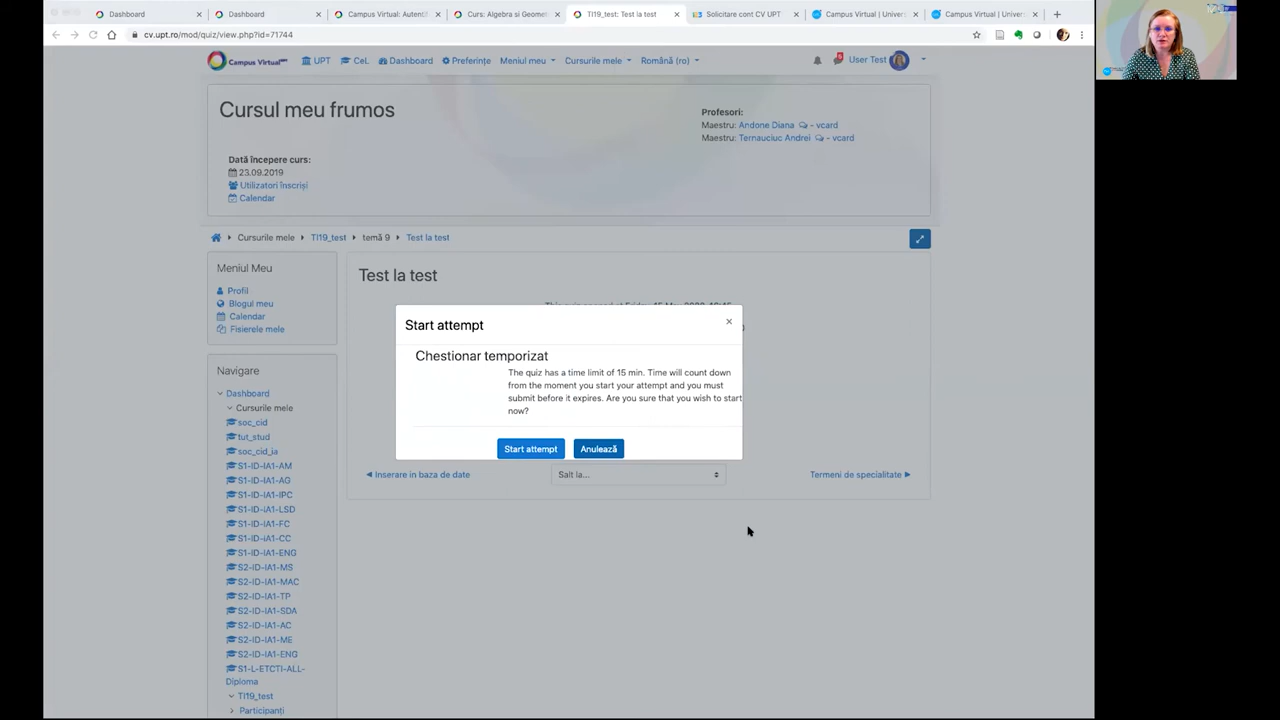 Dashboard
Dashboard
Campus Virtual: Autentif
Curs: Algebra si Geomet
TI19_test: Test la test
Solicitare cont CV UPT
Campus Virtual | Univers
Campus Virtual | Univers
cv.upt.ro/mod/quiz/view.php?id=71744
Campus Virtual
UPT
CeL
Dashboard
Preferințe
Meniul meu
Cursurile mele
Română (ro)
User Test
Cursul meu frumos
Profesori:
Maestru: Andone Diana - vcard
Maestru: Ternauciuc Andrei - vcard
Dată începere curs:
23.09.2019
Utilizatori înscriși
Calendar
Cursurile mele
TI19_test
temă 9
Test la test
Meniul Meu
Profil
Blogul meu
Calendar
Fisierele mele
Test la test
Start attempt
×
Chestionar temporizat
The quiz has a time limit of 15 min. Time will count down
from the moment you start your attempt and you must
submit before it expires. Are you sure that you wish to start
now?
Start attempt
Anulează
Inserare in baza de date
Salt la...
Termeni de specialitate
Navigare
Dashboard
Cursurile mele
soc_cid
tut_stud
soc_cid_ia
S1-ID-IA1-AM
S1-ID-IA1-AG
S1-ID-IA1-IPC
S1-ID-IA1-LSD
S1-ID-IA1-FC
S1-ID-IA1-CC
S1-ID-IA1-ENG
S2-ID-IA1-MS
S2-ID-IA1-MAC
S2-ID-IA1-TP
S2-ID-IA1-SDA
S2-ID-IA1-AC
S2-ID-IA1-ME
S2-ID-IA1-ENG
S1-L-ETCTI-ALL-
Diploma
TI19_test
Participanți